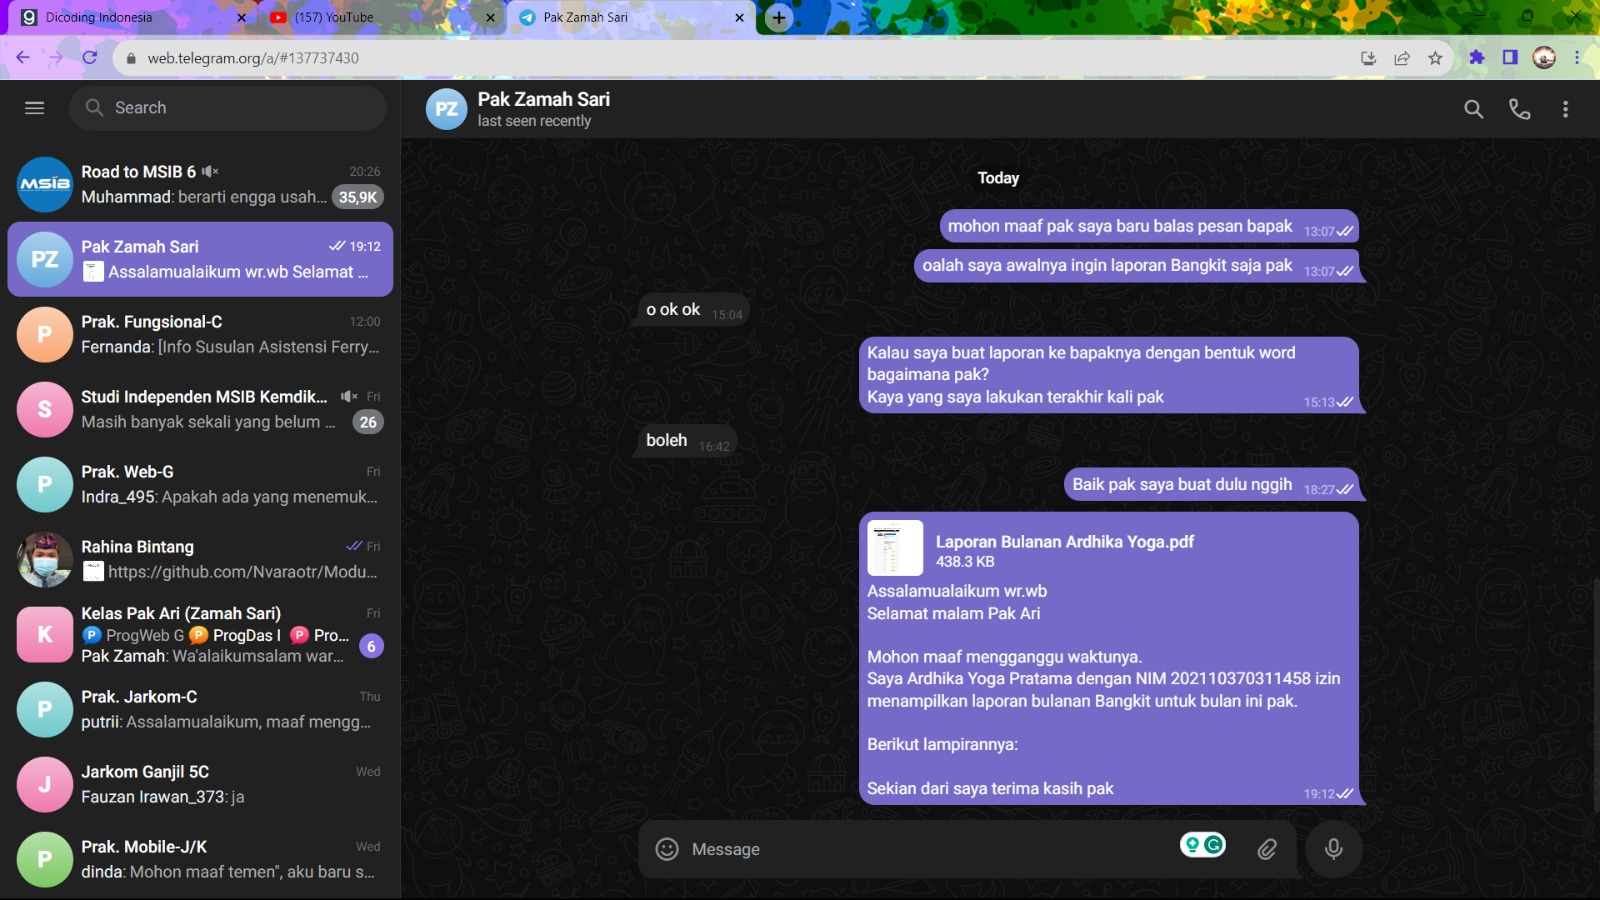 Dicoding Indonesia
(157) YouTube
Pak Zamah Sari
web.telegram.org/a/#137737430
Search
Road to MSIB 6
20:26
MSIB
Muhammad: berarti engga usah...
35,9K
PZ
Pak Zamah Sari
19:12
Assalamualaikum wr.wb Selamat ...
P
Prak. Fungsional-C
12:00
Fernanda: [Info Susulan Asistensi Ferry...
S
Studi Independen MSIB Kemdik...
Fri
Masih banyak sekali yang belum ...
26
P
Prak. Web-G
Fri
Indra_495: Apakah ada yang menemuk...
Rahina Bintang
Fri
https://github.com/Nvaraotr/Modu...
K
Kelas Pak Ari (Zamah Sari)
Fri
P ProgWeb G P ProgDas I P Pro...
Pak Zamah: Wa'alaikumsalam war...
6
P
Prak. Jarkom-C
Thu
putrii: Assalamualaikum, maaf mengg...
J
Jarkom Ganjil 5C
Wed
Fauzan Irawan_373: ja
P
Prak. Mobile-J/K
Wed
dinda: Mohon maaf temen", aku baru s...
PZ
Pak Zamah Sari
last seen recently
Today
mohon maaf pak saya baru balas pesan bapak
13:07
oalah saya awalnya ingin laporan Bangkit saja pak
13:07
o ok ok
15:04
Kalau saya buat laporan ke bapaknya dengan bentuk word
bagaimana pak?
Kaya yang saya lakukan terakhir kali pak
15:13
boleh
16:42
Baik pak saya buat dulu nggih
18:27
Laporan Bulanan Ardhika Yoga.pdf
438.3 KB
Assalamualaikum wr.wb
Selamat malam Pak Ari
Mohon maaf mengganggu waktunya.
Saya Ardhika Yoga Pratama dengan NIM 202110370311458 izin
menampilkan laporan bulanan Bangkit untuk bulan ini pak.
Berikut lampirannya:
Sekian dari saya terima kasih pak
19:12
Message